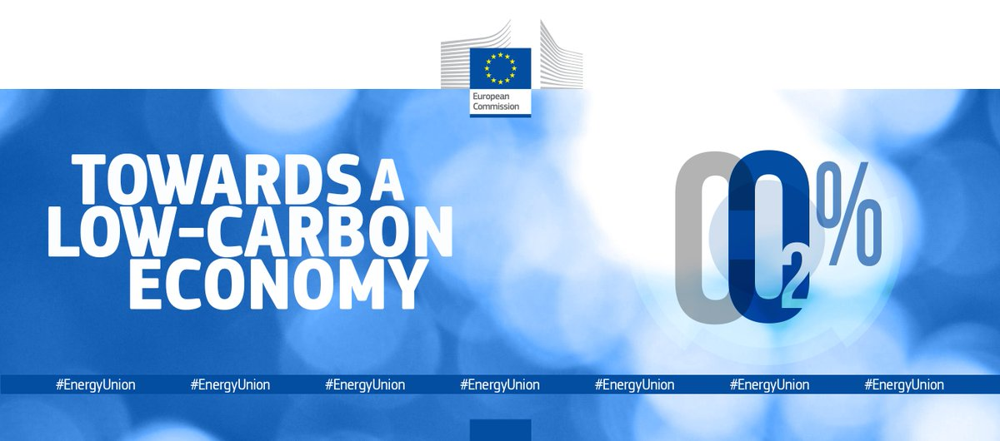 European
Commission
TOWARDS A
LOW-CARBON
ECONOMY
CO2%
#EnergyUnion #EnergyUnion #EnergyUnion #EnergyUnion #EnergyUnion #EnergyUnion #EnergyUnion